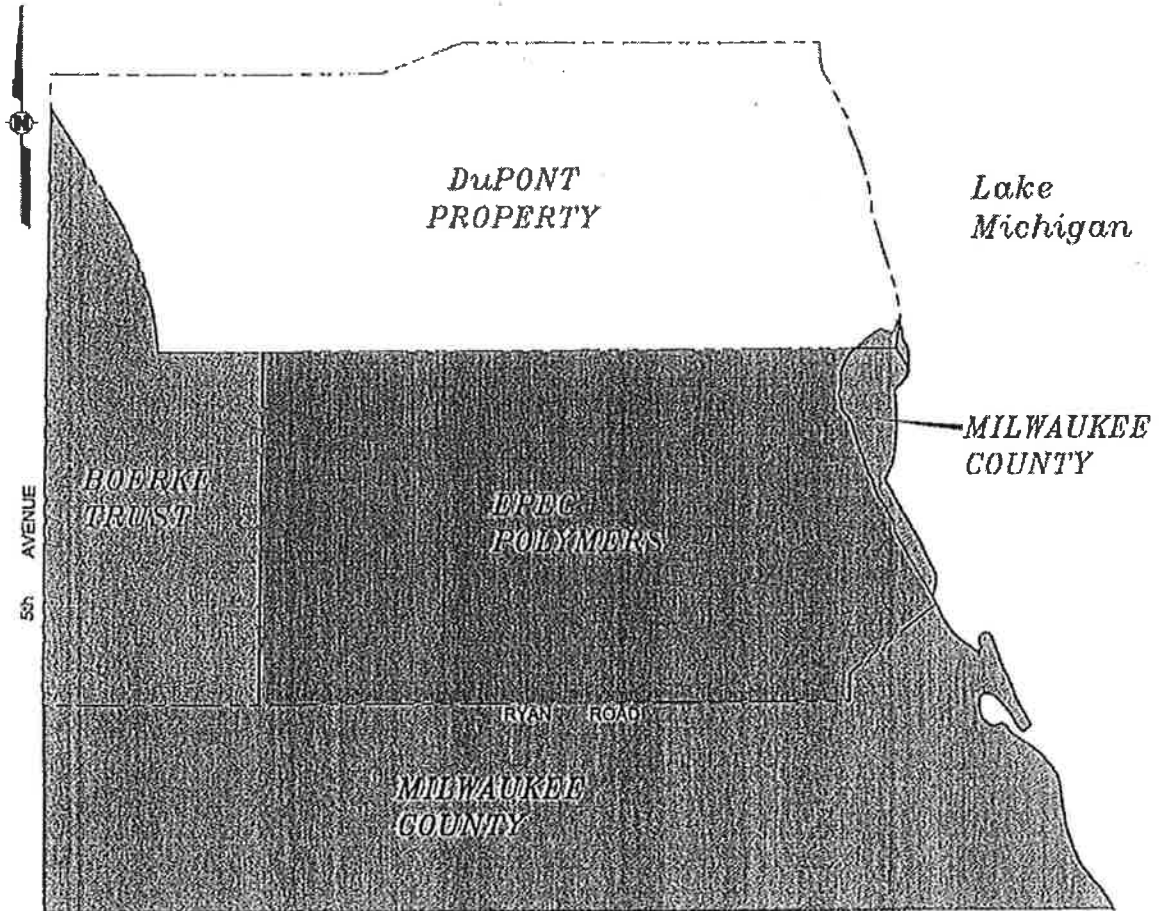 N
DuPONT
PROPERTY
Lake
Michigan
MILWAUKEE
COUNTY
BOERKE
TRUST
EPEC
POLYMERS
5th AVENUE
RYAN ROAD
MILWAUKEE
COUNTY